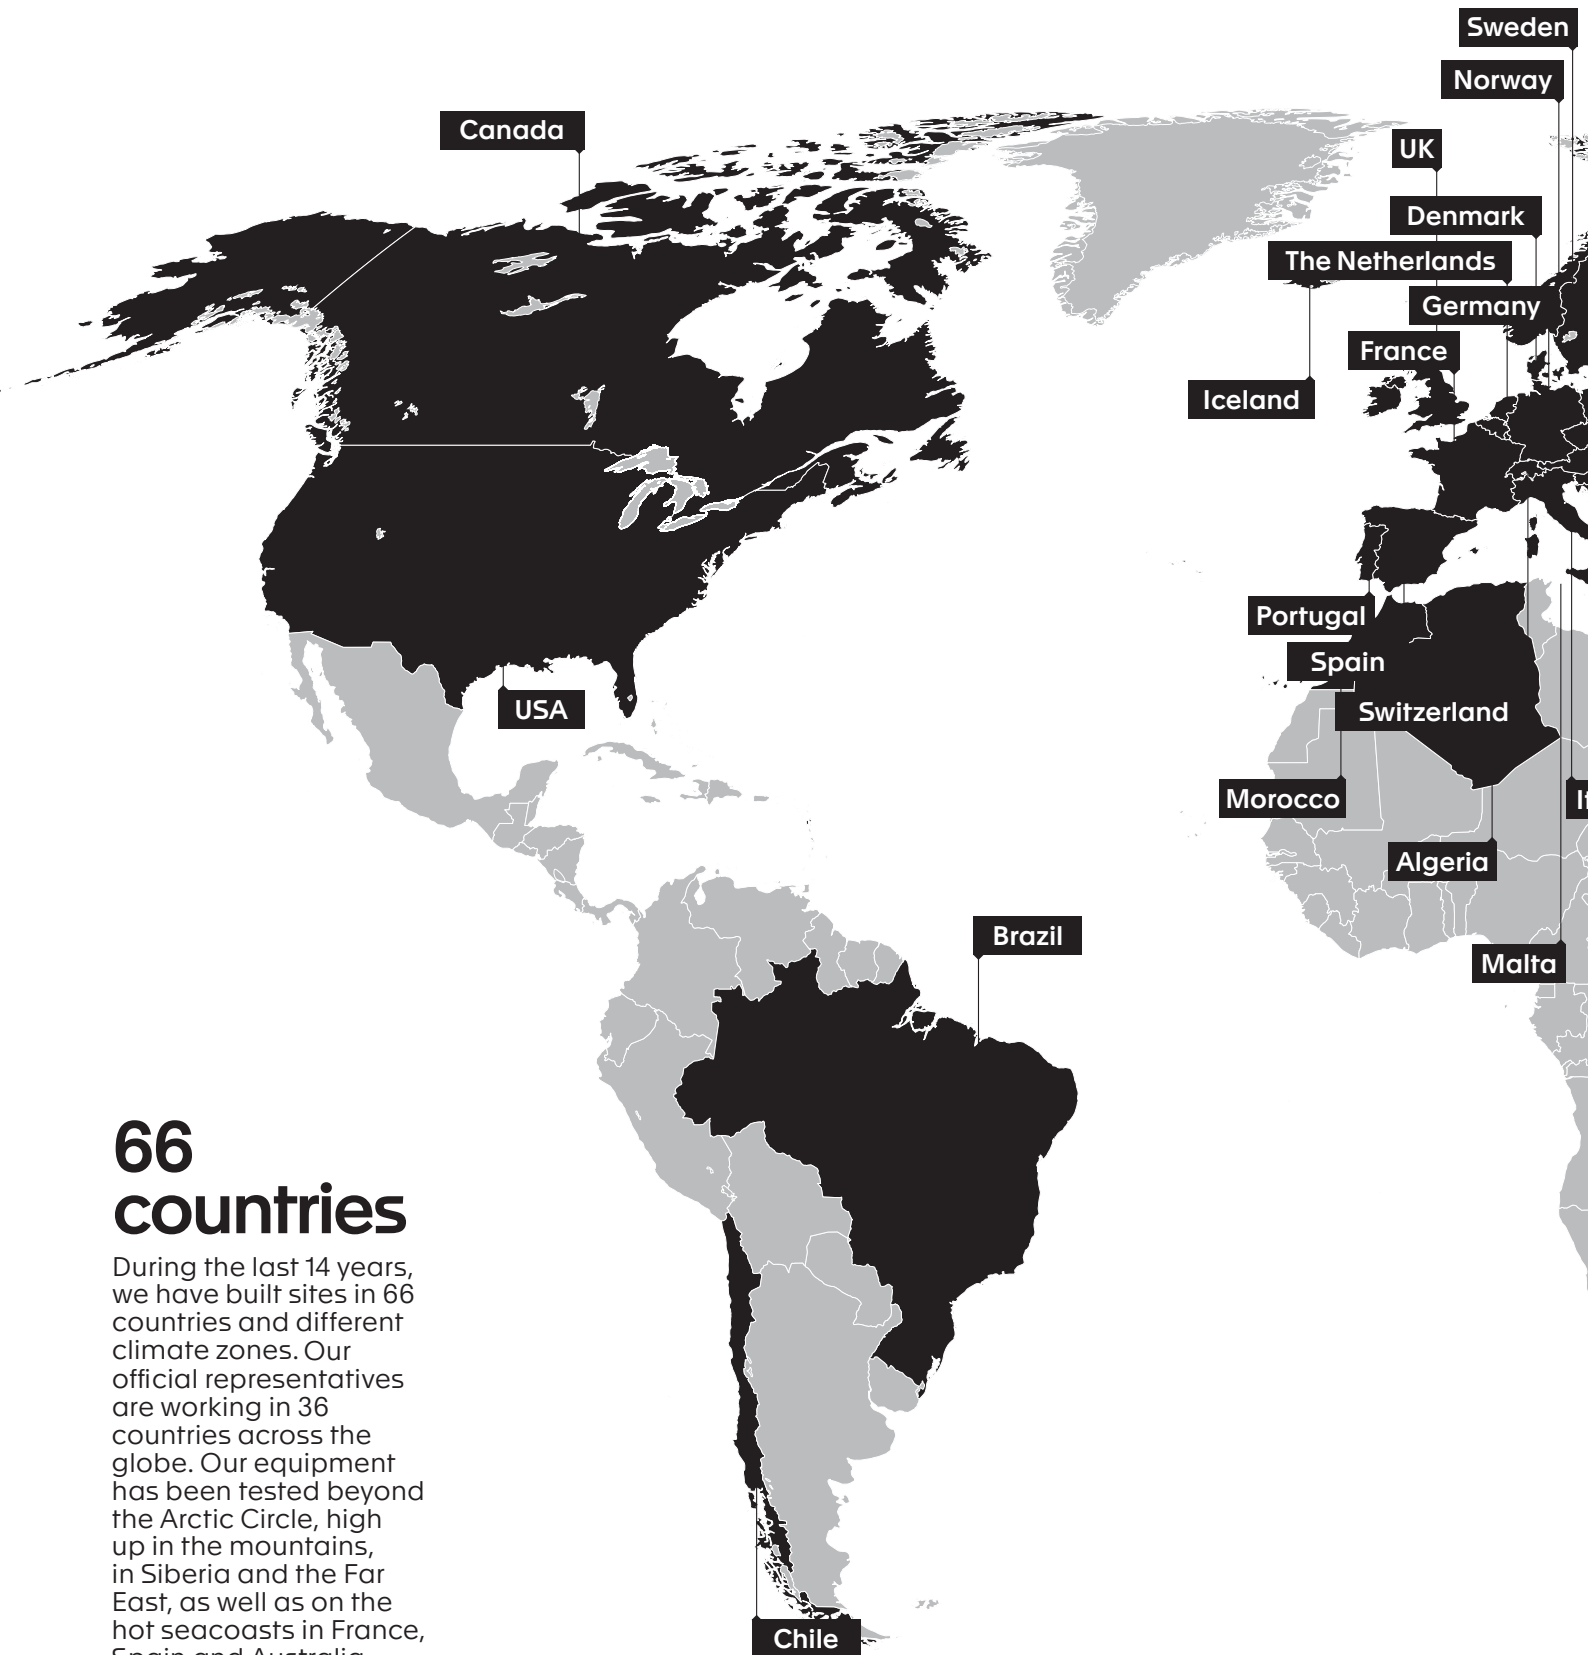 Sweden
Norway
Canada
UK
Denmark
The Netherlands
Germany
France
Iceland
Portugal
Spain
USA
Switzerland
Morocco
Algeria
Brazil
Malta
66
countries
During the last 14 years,
we have built sites in 66
countries and different
climate zones. Our
official representatives
are working in 36
countries across the
globe. Our equipment
has been tested beyond
the Arctic Circle, high
up in the mountains,
in Siberia and the Far
East, as well as on the
hot seacoasts in France,
Spain and Australia
Chile